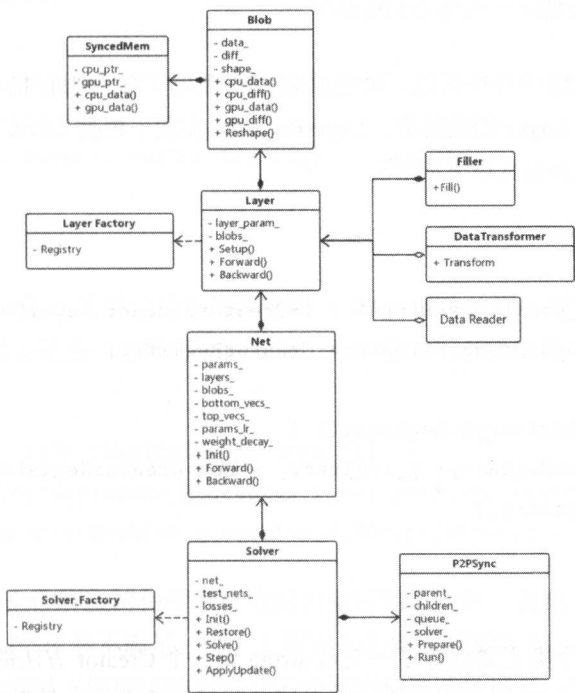 Blob
- data_
- diff_
- shape_
+ cpu_data()
+ cpu_diff()
+ gpu_data()
+ gpu_diff()
+ Reshape()
SyncedMem
- cpu_ptr_
- gpu_ptr_
+ cpu_data()
+ gpu_data()
Filler
+Fill()
Layer
- layer_param_
- blobs_
+ Setup()
+ Forward()
+ Backward()
Layer Factory
- Registry
DataTransformer
+ Transform
Data Reader
Net
- params_
- layers_
- blobs_
- bottom_vecs_
- top_vecs_
- params_lr_
- weight_decay_
+ Init()
+ Forward()
+ Backward()
Solver
- net_
- test_nets_
- losses_
+ Init()
+ Restore()
+ Solve()
+ Step()
+ ApplyUpdate()
P2PSync
- parent_
- children_
- queue_
- solver_
+ Prepare()
+ Run()
Solver_Factory
- Registry